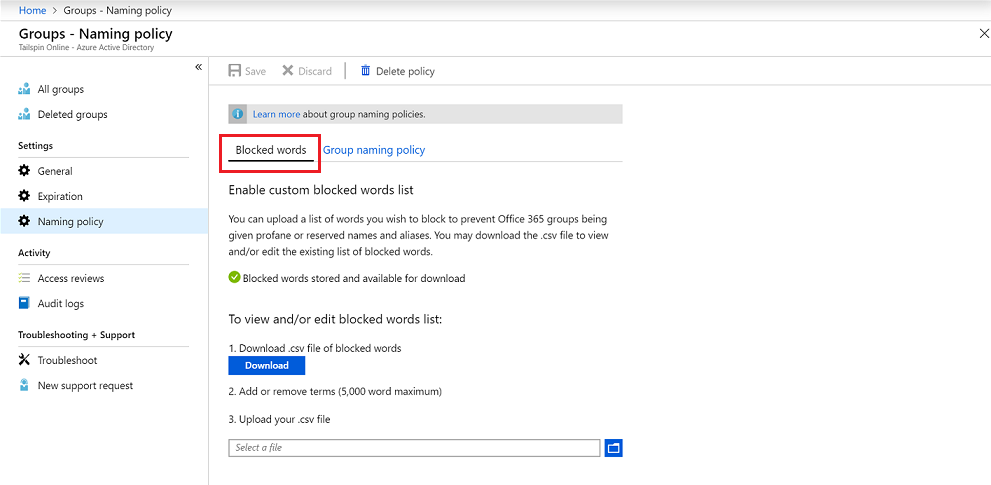 Home > Groups - Naming policy
Groups - Naming policy
Tailspin Online - Azure Active Directory
«
All groups
Deleted groups
Settings
General
Expiration
Naming policy
Activity
Access reviews
Audit logs
Troubleshooting + Support
Troubleshoot
New support request
Save Discard Delete policy
Learn more about group naming policies.
Blocked words Group naming policy
Enable custom blocked words list
You can upload a list of words you wish to block to prevent Office 365 groups being
given profane or reserved names and aliases. You may download the .csv file to view
and/or edit the existing list of blocked words.
Blocked words stored and available for download
To view and/or edit blocked words list:
1. Download .csv file of blocked words
Download
2. Add or remove terms (5,000 word maximum)
3. Upload your .csv file
Select a file